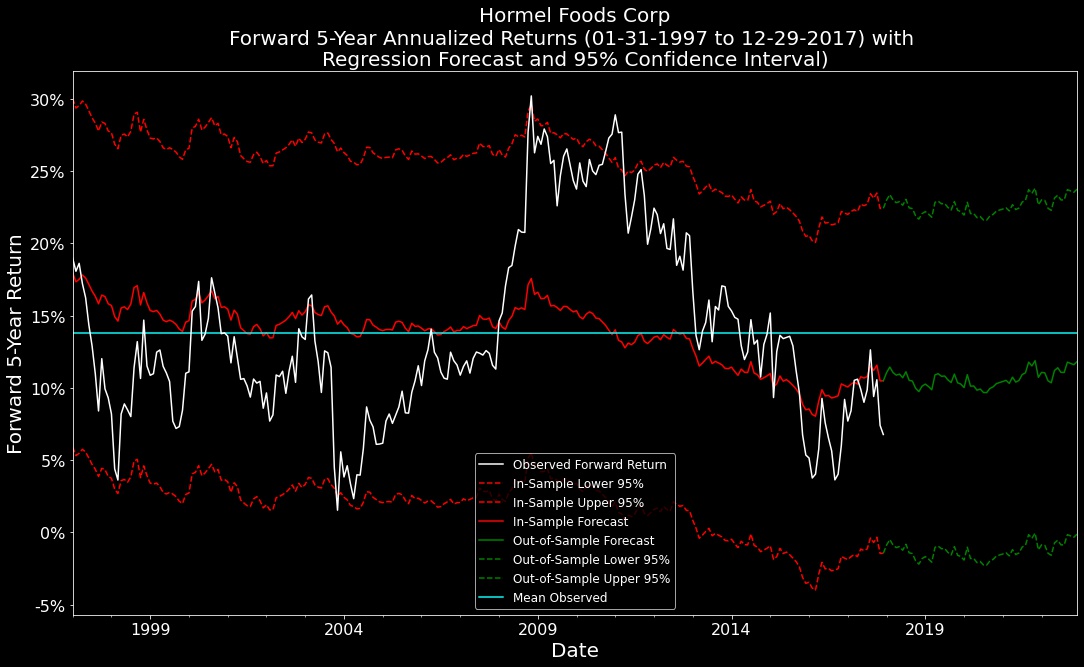 Hormel Foods Corp
Forward 5-Year Annualized Returns (01-31-1997 to 12-29-2017) with
Regression Forecast and 95% Confidence Interval)
Forward 5-Year Return
30%
25%
20%
15%
10%
5%
0%
-5%
Observed Forward Return
In-Sample Lower 95%
In-Sample Upper 95%
In-Sample Forecast
Out-of-Sample Forecast
Out-of-Sample Lower 95%
Out-of-Sample Upper 95%
Mean Observed
1999
2004
2009
2014
2019
Date